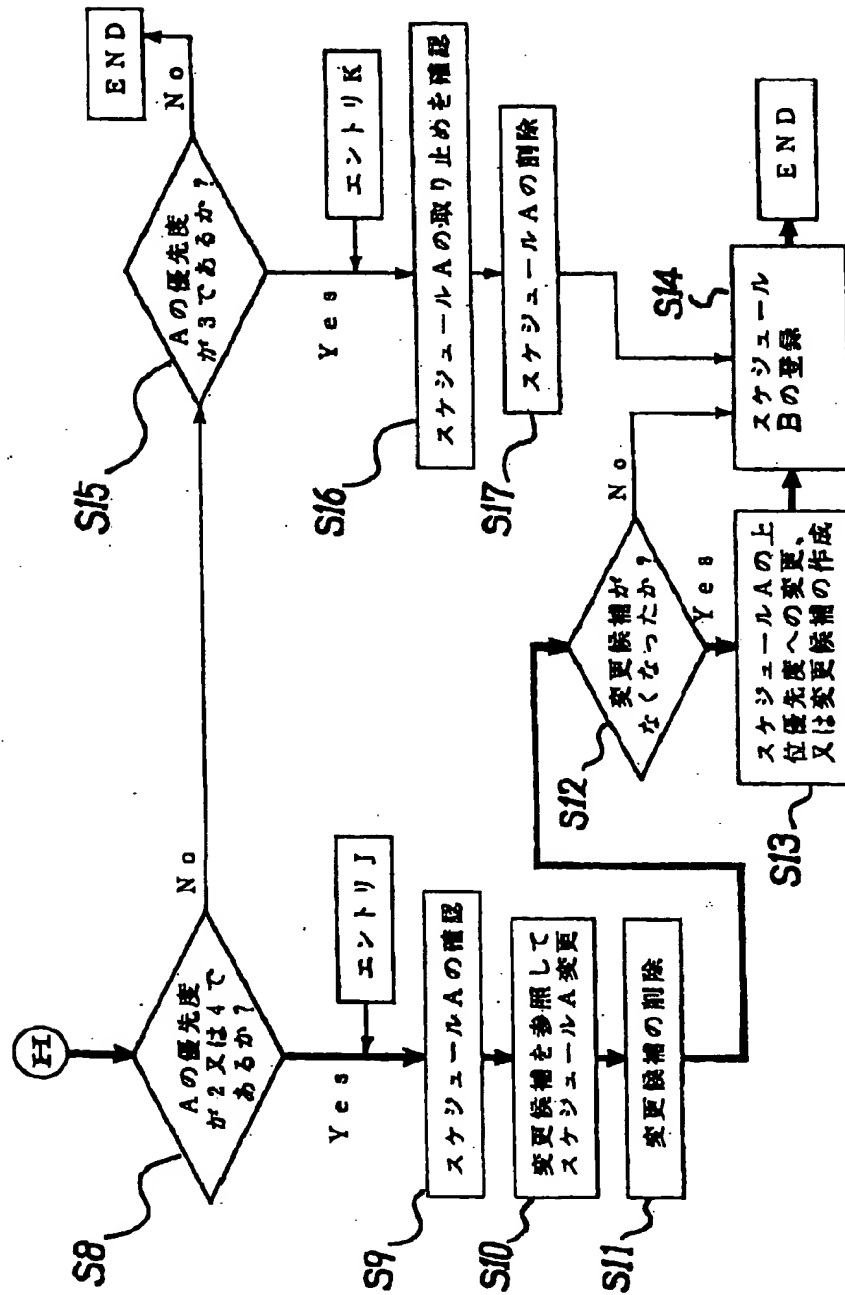 H
S8
Aの優先度
が2又は4で
あるか?
No
Yes
エントリJ
S9
スケジュールAの確認
S10
変更候補を参照して
スケジュールA変更
S11
変更候補の削除
S12
変更候補が
なくなったか?
No
Yes
S13
スケジュールAの上
位優先度への変更、
又は変更候補の作成
S14
スケジュール
Bの登録
END
S15
Aの優先度
が3であるか?
No
END
Yes
エントリK
S16
スケジュールAの取り止めを確認
S17
スケジュールAの削除